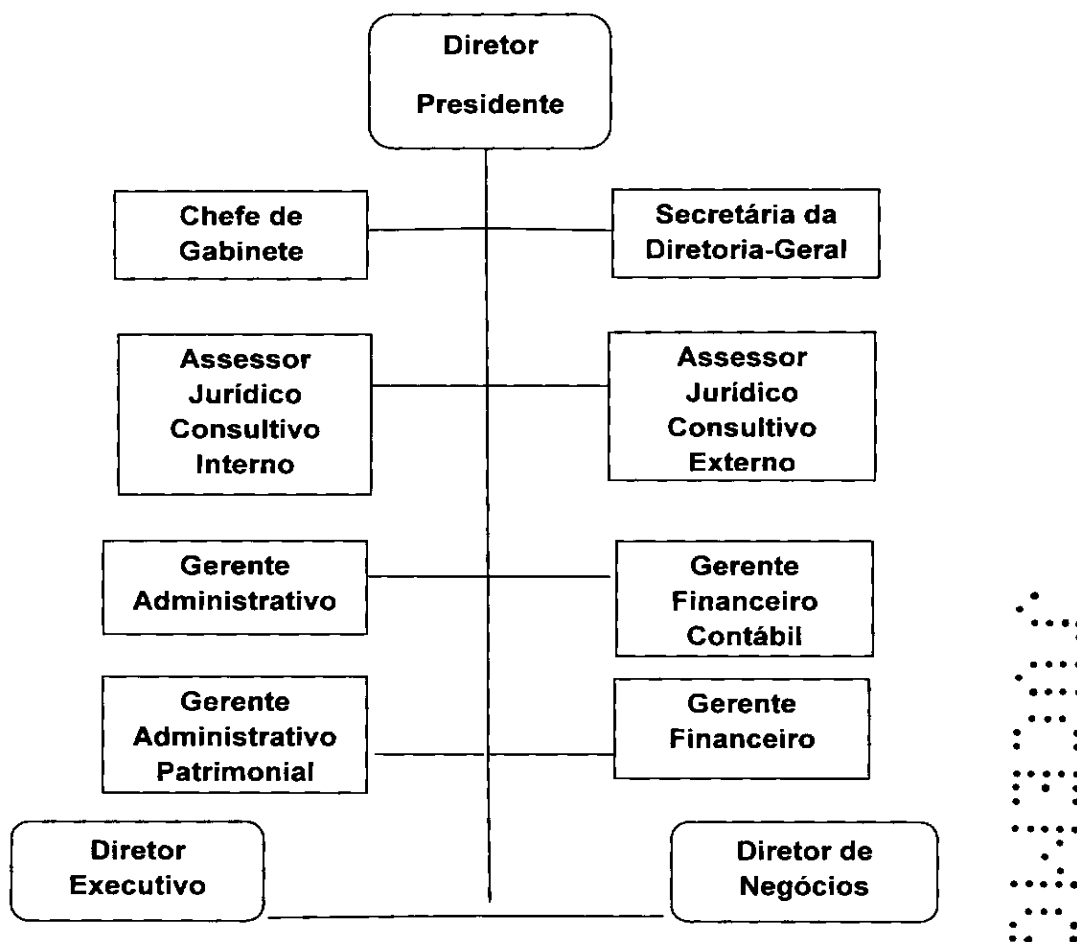 Diretor
Presidente
Chefe de
Gabinete
Secretária da
Diretoria-Geral
Assessor
Jurídico
Consultivo
Interno
Assessor
Jurídico
Consultivo
Externo
Gerente
Administrativo
Gerente
Financeiro
Contábil
Gerente
Administrativo
Patrimonial
Gerente
Financeiro
Diretor
Executivo
Diretor de
Negócios